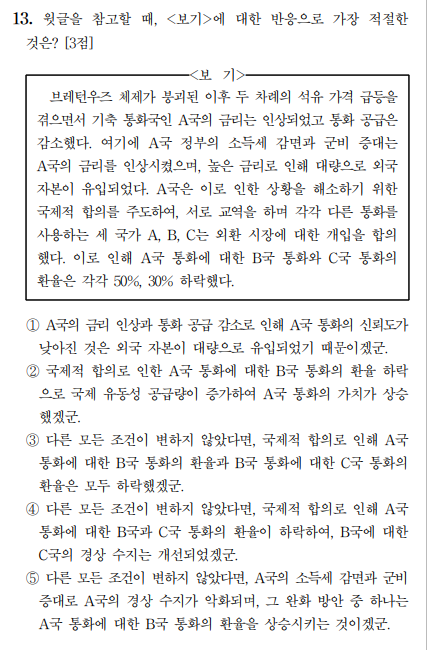 13. 윗글을 참고할 때, <보기>에 대한 반응으로 가장 적절한
것은? [3점]
<보 기>
브레턴우즈 체제가 붕괴된 이후 두 차례의 석유 가격 급등을
겪으면서 기축 통화국인 A국의 금리는 인상되었고 통화 공급은
감소했다. 여기에 A국 정부의 소득세 감면과 군비 증대는
A국의 금리를 인상시켰으며, 높은 금리로 인해 대량으로 외국
자본이 유입되었다. A국은 이로 인한 상황을 해소하기 위한
국제적 합의를 주도하여, 서로 교역을 하며 각각 다른 통화를
사용하는 세 국가 A, B, C는 외환 시장에 대한 개입을 합의
했다. 이로 인해 A국 통화에 대한 B국 통화와 C국 통화의
환율은 각각 50%, 30% 하락했다.
① A국의 금리 인상과 통화 공급 감소로 인해 A국 통화의 신뢰도가
낮아진 것은 외국 자본이 대량으로 유입되었기 때문이겠군.
② 국제적 합의로 인한 A국 통화에 대한 B국 통화의 환율 하락
으로 국제 유동성 공급량이 증가하여 A국 통화의 가치가 상승
했겠군.
③ 다른 모든 조건이 변하지 않았다면, 국제적 합의로 인해 A국
통화에 대한 B국 통화의 환율과 B국 통화에 대한 C국 통화의
환율은 모두 하락했겠군.
④ 다른 모든 조건이 변하지 않았다면, 국제적 합의로 인해 A국
통화에 대한 B국과 C국 통화의 환율이 하락하여, B국에 대한
C국의 경상 수지는 개선되었겠군.
⑤ 다른 모든 조건이 변하지 않았다면, A국의 소득세 감면과 군비
증대로 A국의 경상 수지가 악화되며, 그 완화 방안 중 하나는
A국 통화에 대한 B국 통화의 환율을 상승시키는 것이겠군.